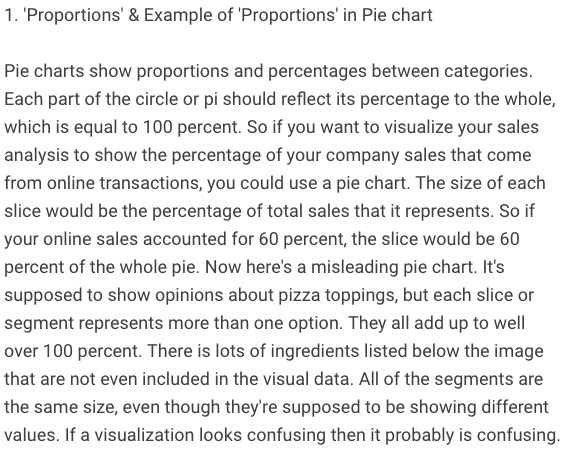 1. 'Proportions' & Example of 'Proportions' in Pie chart
Pie charts show proportions and percentages between categories.
Each part of the circle or pi should reflect its percentage to the whole,
which is equal to 100 percent. So if you want to visualize your sales
analysis to show the percentage of your company sales that come
from online transactions, you could use a pie chart. The size of each
slice would be the percentage of total sales that it represents. So if
your online sales accounted for 60 percent, the slice would be 60
percent of the whole pie. Now here's a misleading pie chart. It's
supposed to show opinions about pizza toppings, but each slice or
segment represents more than one option. They all add up to well
over 100 percent. There is lots of ingredients listed below the image
that are not even included in the visual data. All of the segments are
the same size, even though they're supposed to be showing different
values. If a visualization looks confusing then it probably is confusing.